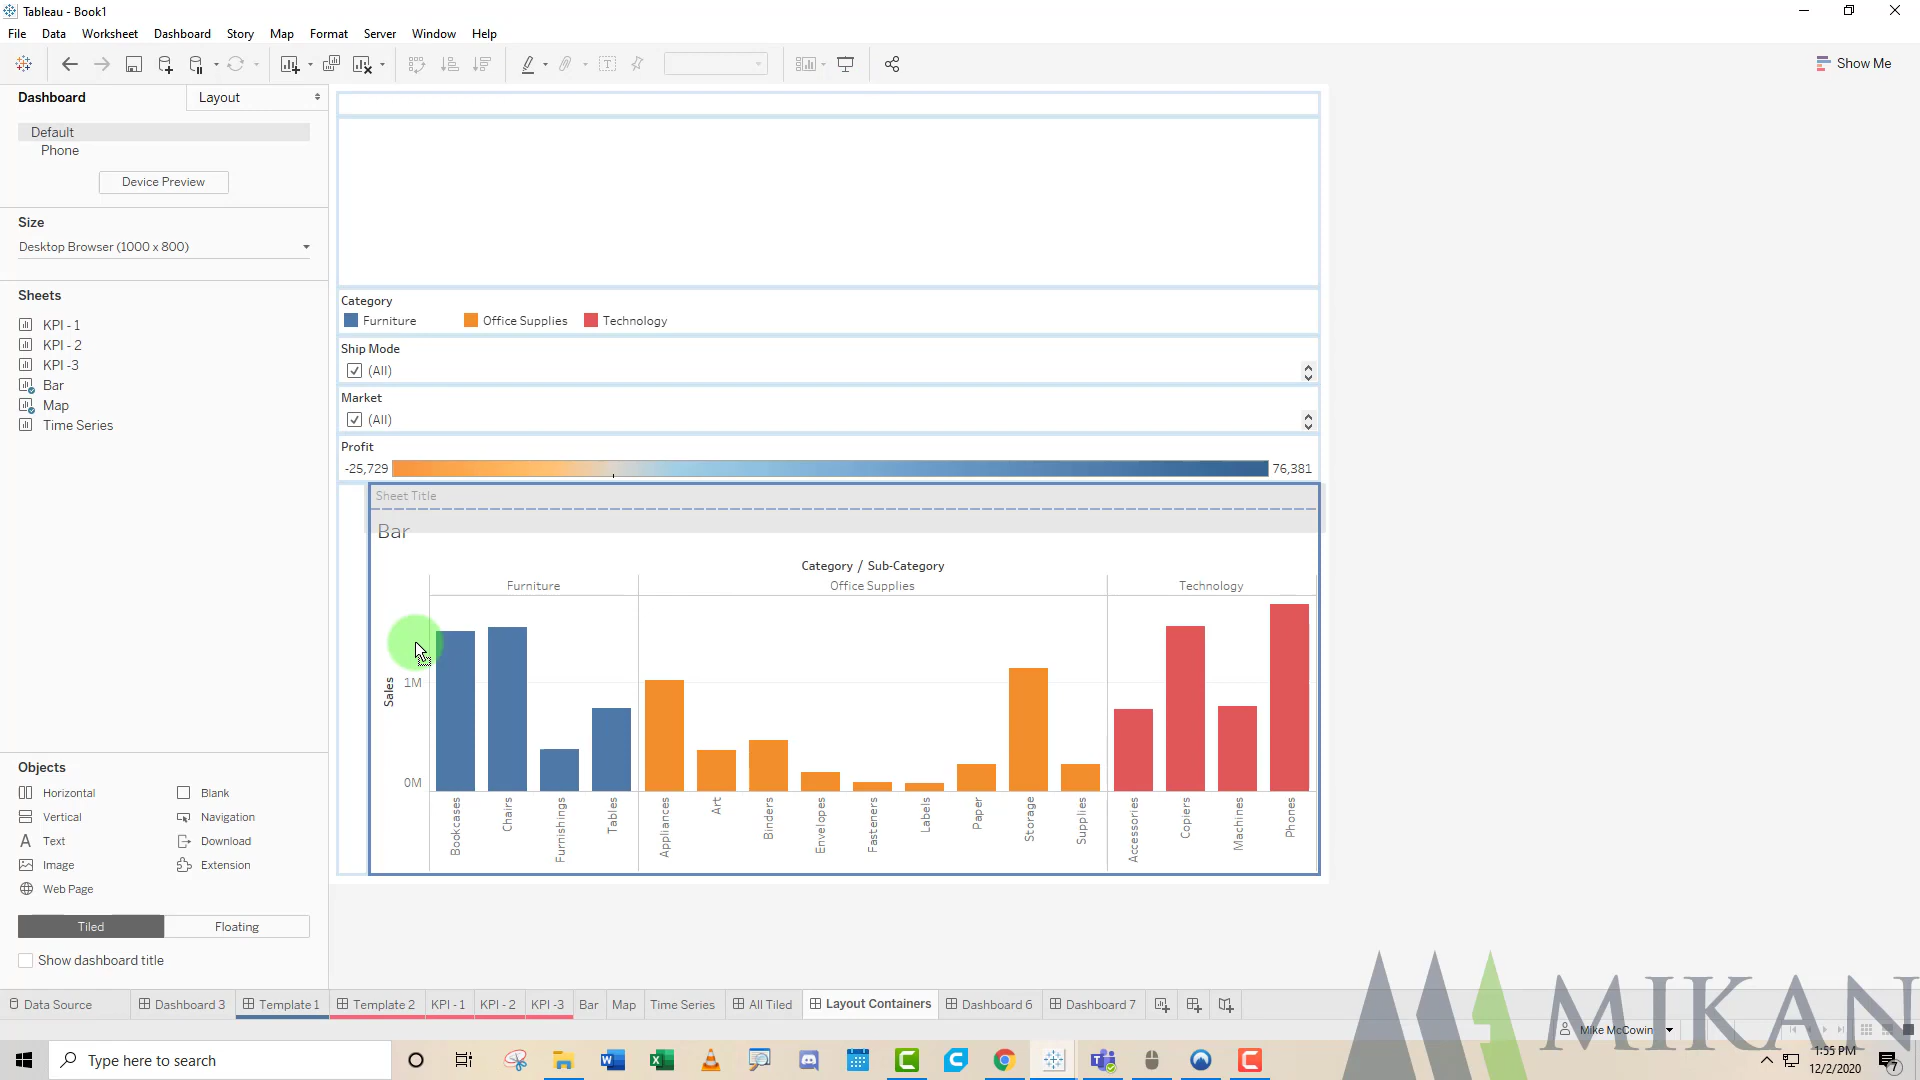 Tableau - Book1
File Data Worksheet Dashboard Story Map Format Server Window Help
Show Me
Dashboard Layout
Default
Phone
Device Preview
Size
Desktop Browser (1000 x 800)
Sheets
KPI - 1
KPI - 2
KPI -3
Bar
Map
Time Series
Category
Furniture Office Supplies Technology
Ship Mode
(All)
Market
(All)
Profit
-25,729 76,381
Sheet Title
Bar
Category / Sub-Category
Furniture Office Supplies Technology
Sales
1M
0M
Bookcases Chairs Furnishings Tables Appliances Art Binders Envelopes Fasteners Labels Paper Storage Supplies Accessories Copiers Machines Phones
Objects
Horizontal Blank
Vertical Navigation
Text Download
Image Extension
Web Page
Tiled Floating
Show dashboard title
Data Source Dashboard 3 Template 1 Template 2 KPI - 1 KPI - 2 KPI -3 Bar Map Time Series All Tiled Layout Containers Dashboard 6 Dashboard 7
MIKAN
Mike McCowin
Type here to search
1:55 PM
12/2/2020
7